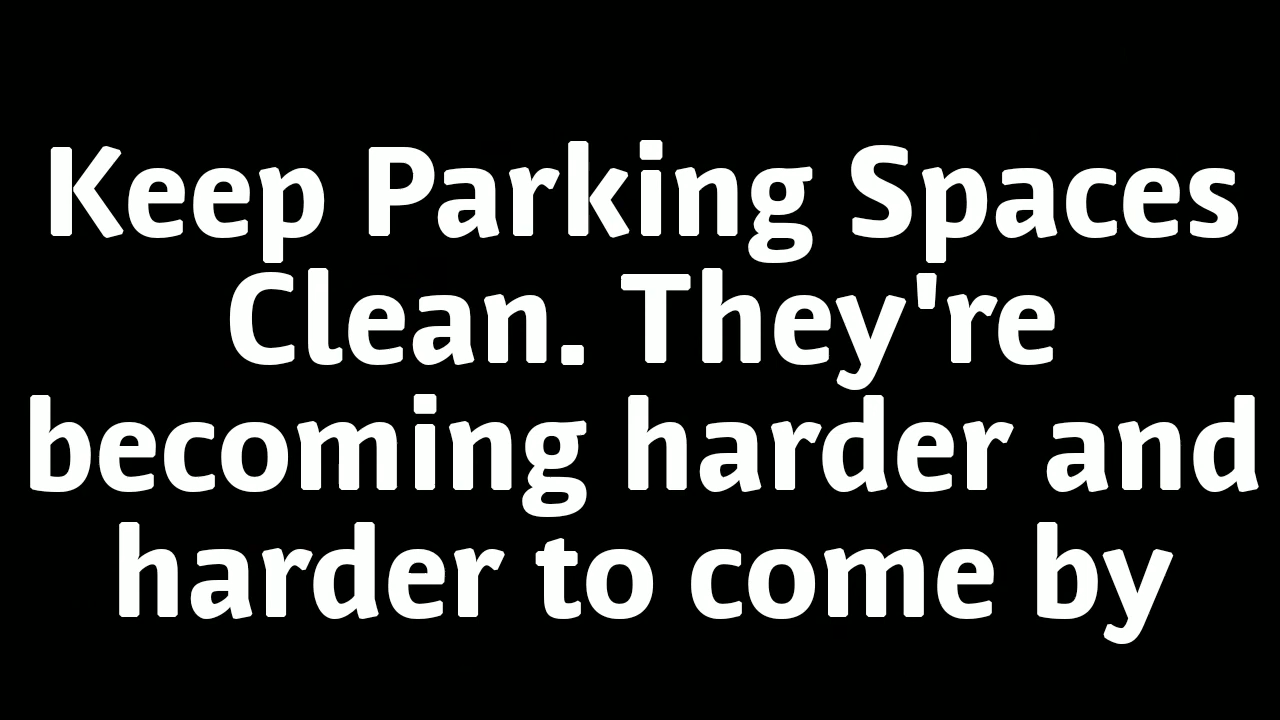 Keep Parking Spaces
Clean. They're
becoming harder and
harder to come by